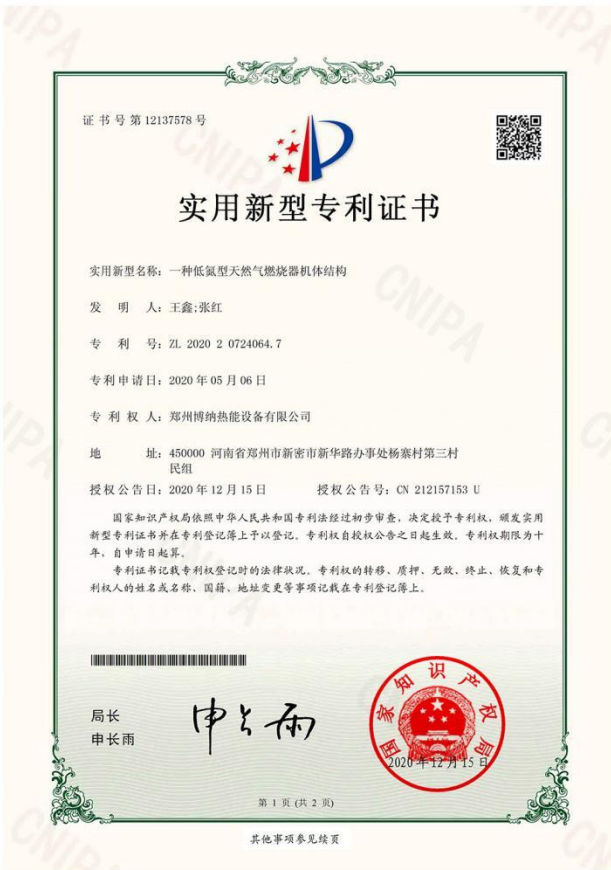 证书号第12137578号
实用新型专利证书
实用新型名称：一种低氮型天然气燃烧器机体结构
发 明 人：王鑫;张红
专 利 号：ZL 2020 2 0724064.7
专利申请日：2020年05月06日
专 利 权 人：郑州博纳热能设备有限公司
地 址：450000 河南省郑州市新密市新华路办事处杨寨村第三村
民组
授权公告日：2020年12月15日 授权公告号：CN 212157153 U
国家知识产权局依照中华人民共和国专利法经过初步审查，决定授予专利权，颁发实用
新型专利证书并在专利登记簿上予以登记。专利权自授权公告之日起生效。专利权期限为十
年，自申请日起算。
专利证书记载专利权登记时的法律状况。专利权的转移、质押、无效、终止、恢复和专
利权人的姓名或名称、国籍、地址变更等事项记载在专利登记簿上。
局长
申长雨
申长雨
国家知识产权局
2020年12月15日
第 1 页 (共 2 页)
其他事项参见续页
CNIPA
CNIPA
CNIPA
CNIPA